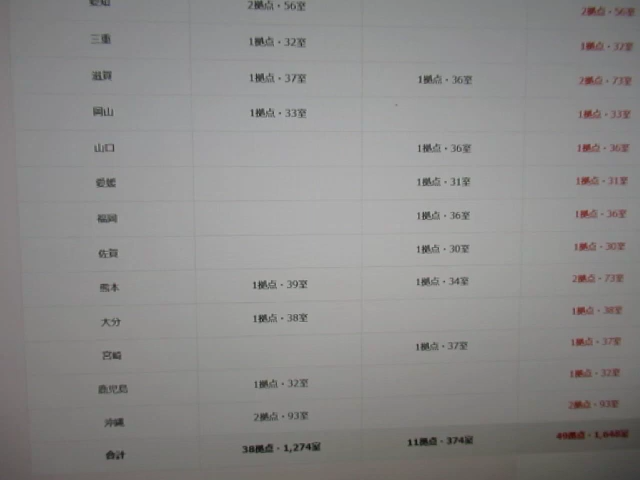 愛知 2拠点・56室 2拠点・56室
三重 1拠点・32室 1拠点・32室
滋賀 1拠点・37室 1拠点・36室 2拠点・73室
岡山 1拠点・33室 1拠点・33室
山口 1拠点・36室 1拠点・36室
愛媛 1拠点・31室 1拠点・31室
福岡 1拠点・36室 1拠点・36室
佐賀 1拠点・30室 1拠点・30室
熊本 1拠点・39室 1拠点・34室 2拠点・73室
大分 1拠点・38室 1拠点・38室
宮崎 1拠点・37室 1拠点・37室
鹿児島 1拠点・32室 1拠点・32室
沖縄 2拠点・93室 2拠点・93室
合計 38拠点・1,274室 11拠点・374室 49拠点・1,648室